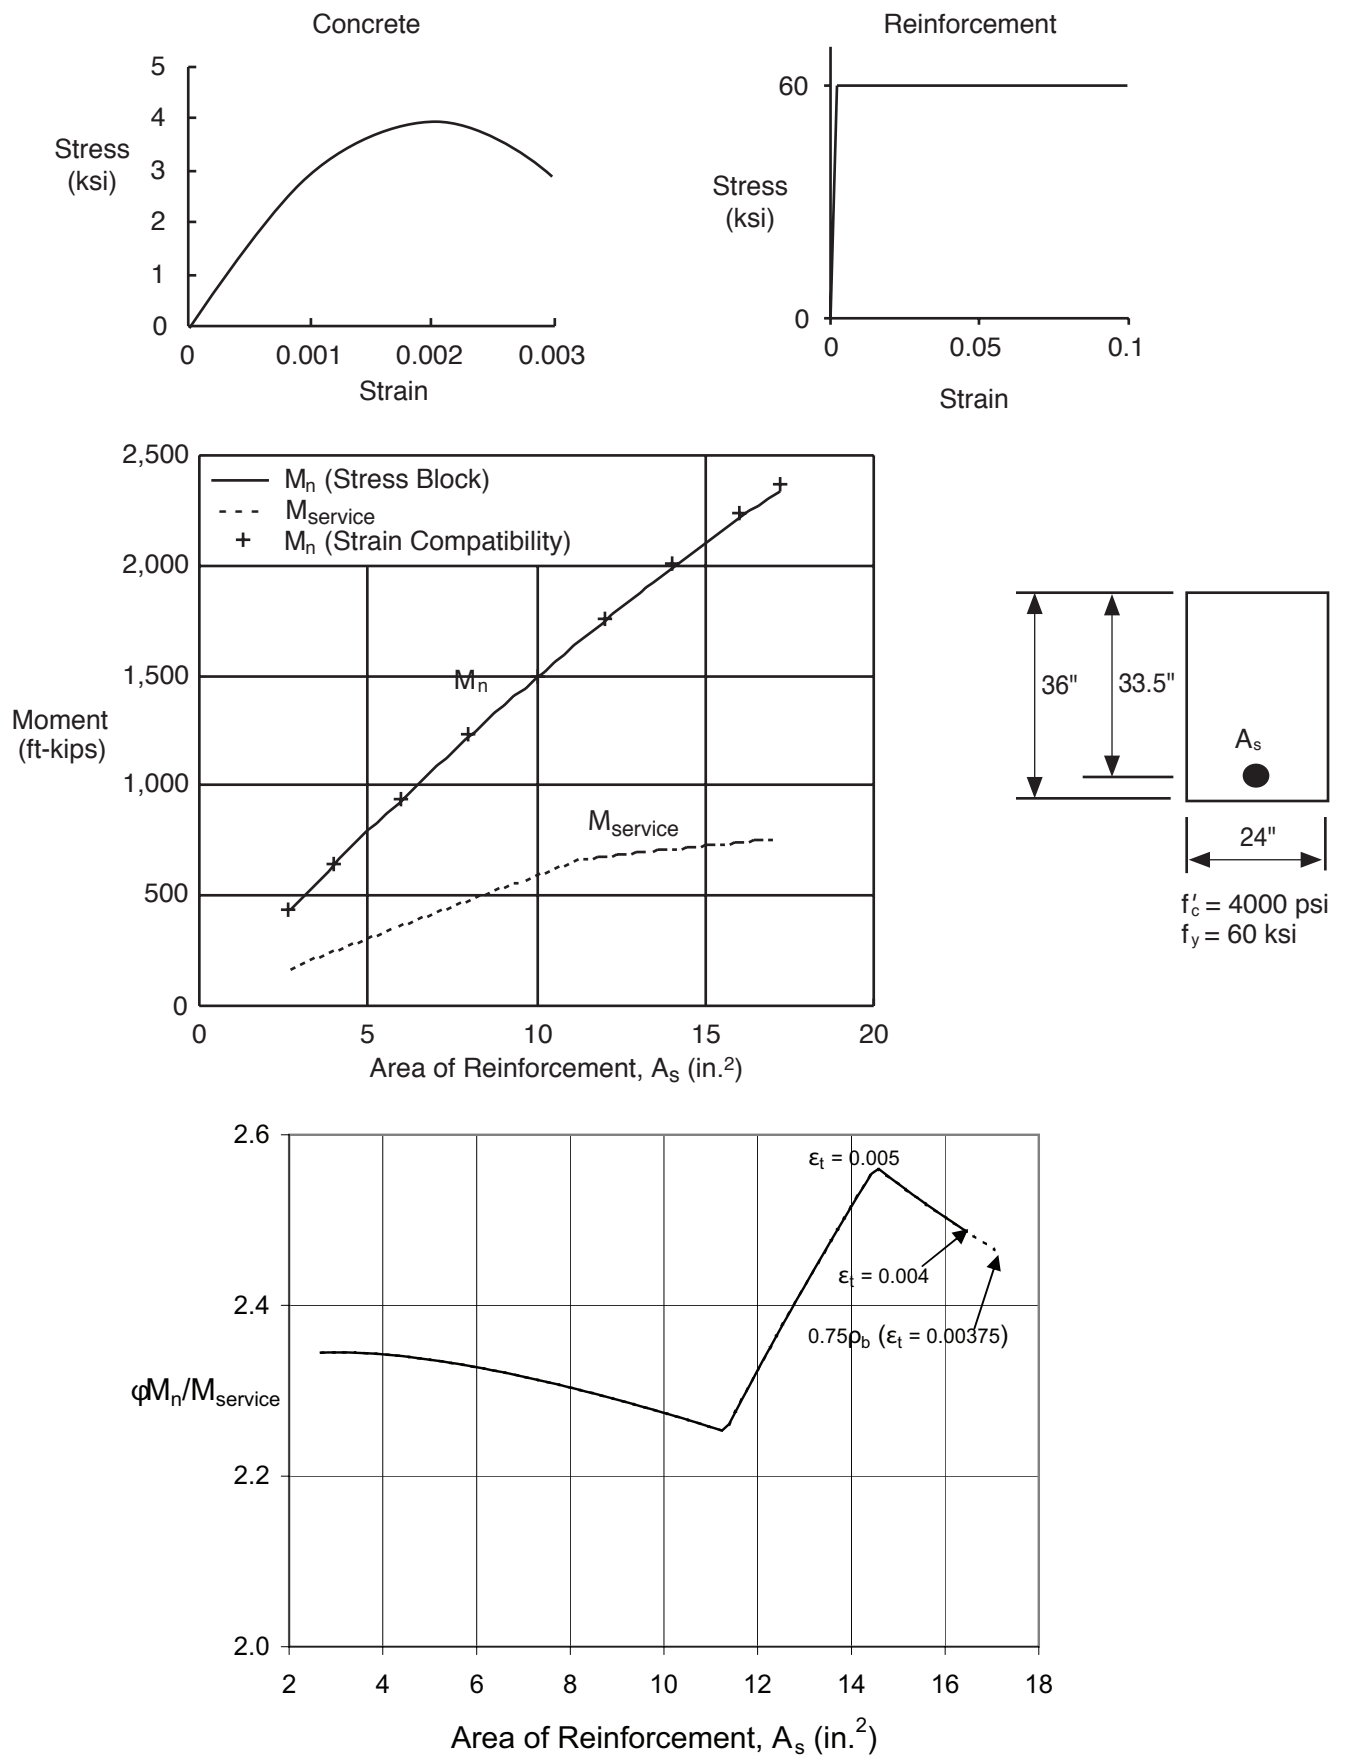 Concrete
5
4
3
2
1
0
Stress
(ksi)
0 0.001 0.002 0.003
Strain
Reinforcement
60
0
Stress
(ksi)
0 0.05 0.1
Strain
2,500
2,000
1,500
1,000
500
0
Moment
(ft-kips)
Mn (Stress Block)
Mservice
Mn (Strain Compatibility)
Mn
Mservice
0 5 10 15 20
Area of Reinforcement, As (in.2)
36"
33.5"
As
24"
f′c = 4000 psi
fy = 60 ksi
2.6
2.4
2.2
2.0
φMn/Mservice
εt = 0.005
εt = 0.004
0.75ρb (εt = 0.00375)
2 4 6 8 10 12 14 16 18
Area of Reinforcement, As (in.2)